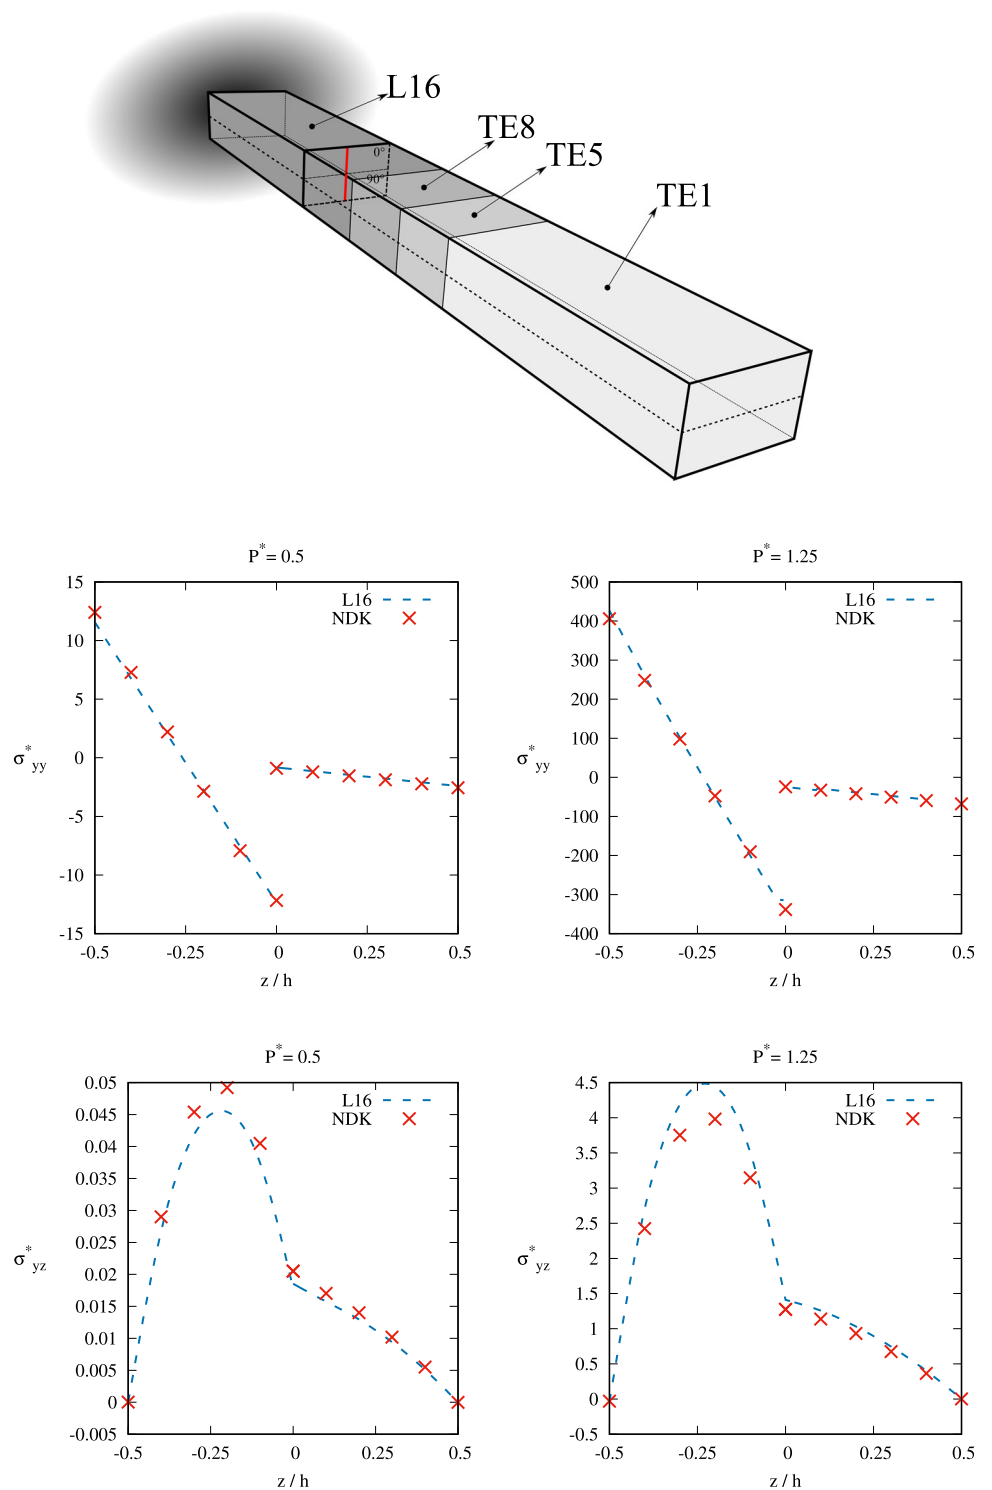 L16
TE8
TE5
TE1
0°
90°
P* = 0.5
15
10
5
0
-5
-10
-15
σ*yy
L16
NDK
-0.5
-0.25
0
0.25
0.5
z / h
P* = 1.25
500
400
300
200
100
0
-100
-200
-300
-400
σ*yy
L16
NDK
-0.5
-0.25
0
0.25
0.5
z / h
P* = 0.5
0.05
0.045
0.04
0.035
0.03
0.025
0.02
0.015
0.01
0.005
0
-0.005
σ*yz
L16
NDK
-0.5
-0.25
0
0.25
0.5
z / h
P* = 1.25
4.5
4
3.5
3
2.5
2
1.5
1
0.5
0
-0.5
σ*yz
L16
NDK
-0.5
-0.25
0
0.25
0.5
z / h